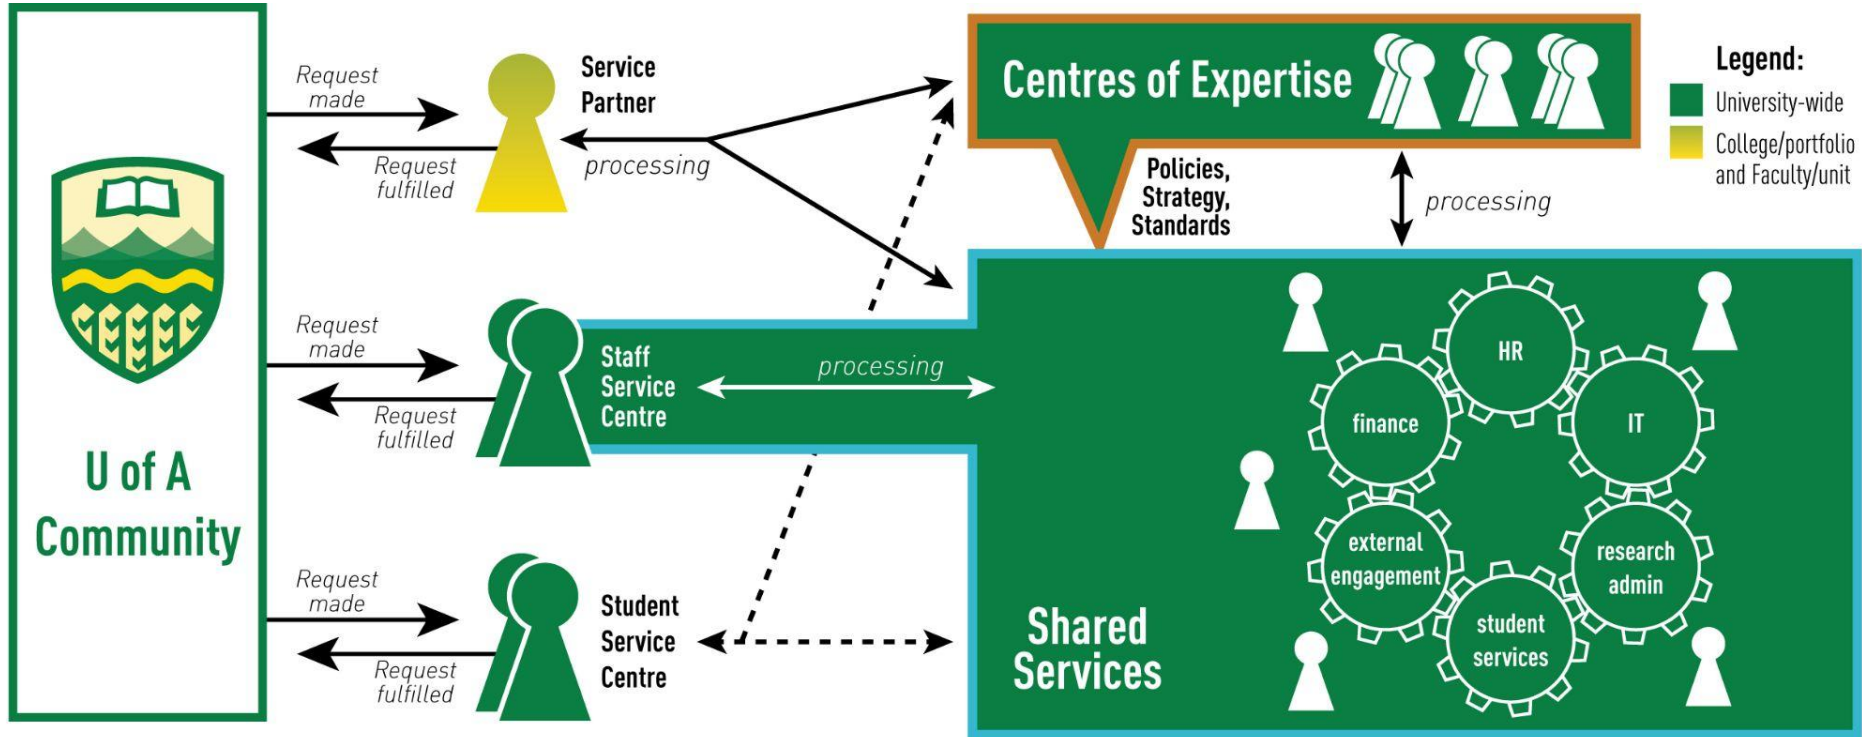 U of A
Community
Request
made
Request
fulfilled
Service
Partner
processing
Request
made
Request
fulfilled
Staff
Service
Centre
processing
Request
made
Request
fulfilled
Student
Service
Centre
Centres of Expertise
Policies,
Strategy,
Standards
processing
Shared
Services
HR
finance
IT
external
engagement
research
admin
student
services
Legend:
University-wide
College/portfolio
and Faculty/unit